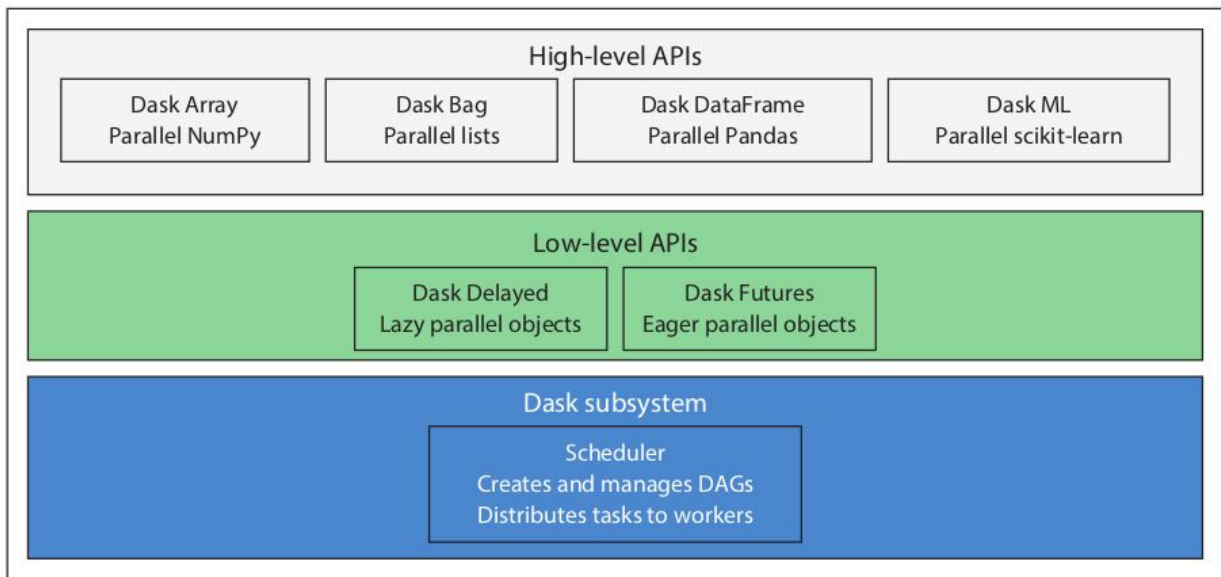 High-level APIs
Dask Array
Parallel NumPy
Dask Bag
Parallel lists
Dask DataFrame
Parallel Pandas
Dask ML
Parallel scikit-learn
Low-level APIs
Dask Delayed
Lazy parallel objects
Dask Futures
Eager parallel objects
Dask subsystem
Scheduler
Creates and manages DAGs
Distributes tasks to workers